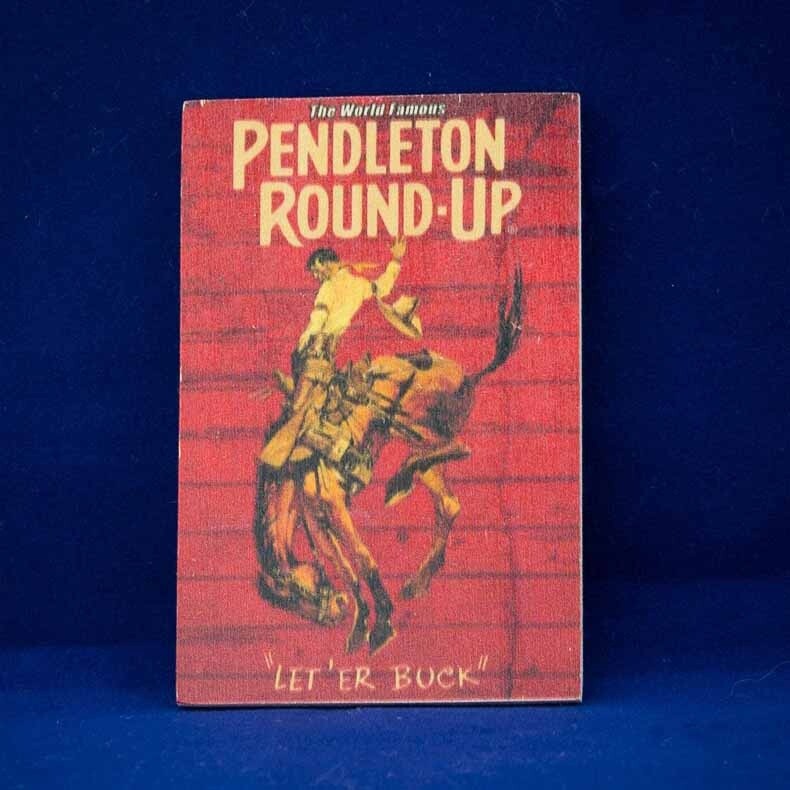 The World Famous
PENDLETON
ROUND-UP®
"LET'ER BUCK"